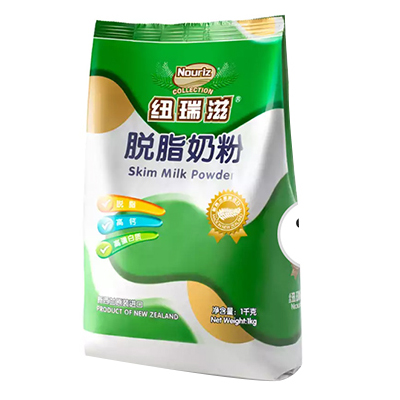 Nouriz
COLLECTION
纽瑞滋®
脱脂奶粉
Skim Milk Powder
脱脂
高钙
高蛋白质
新西兰原装进口
PRODUCT OF NEW ZEALAND
净含量：1千克
Net Weight:1kg